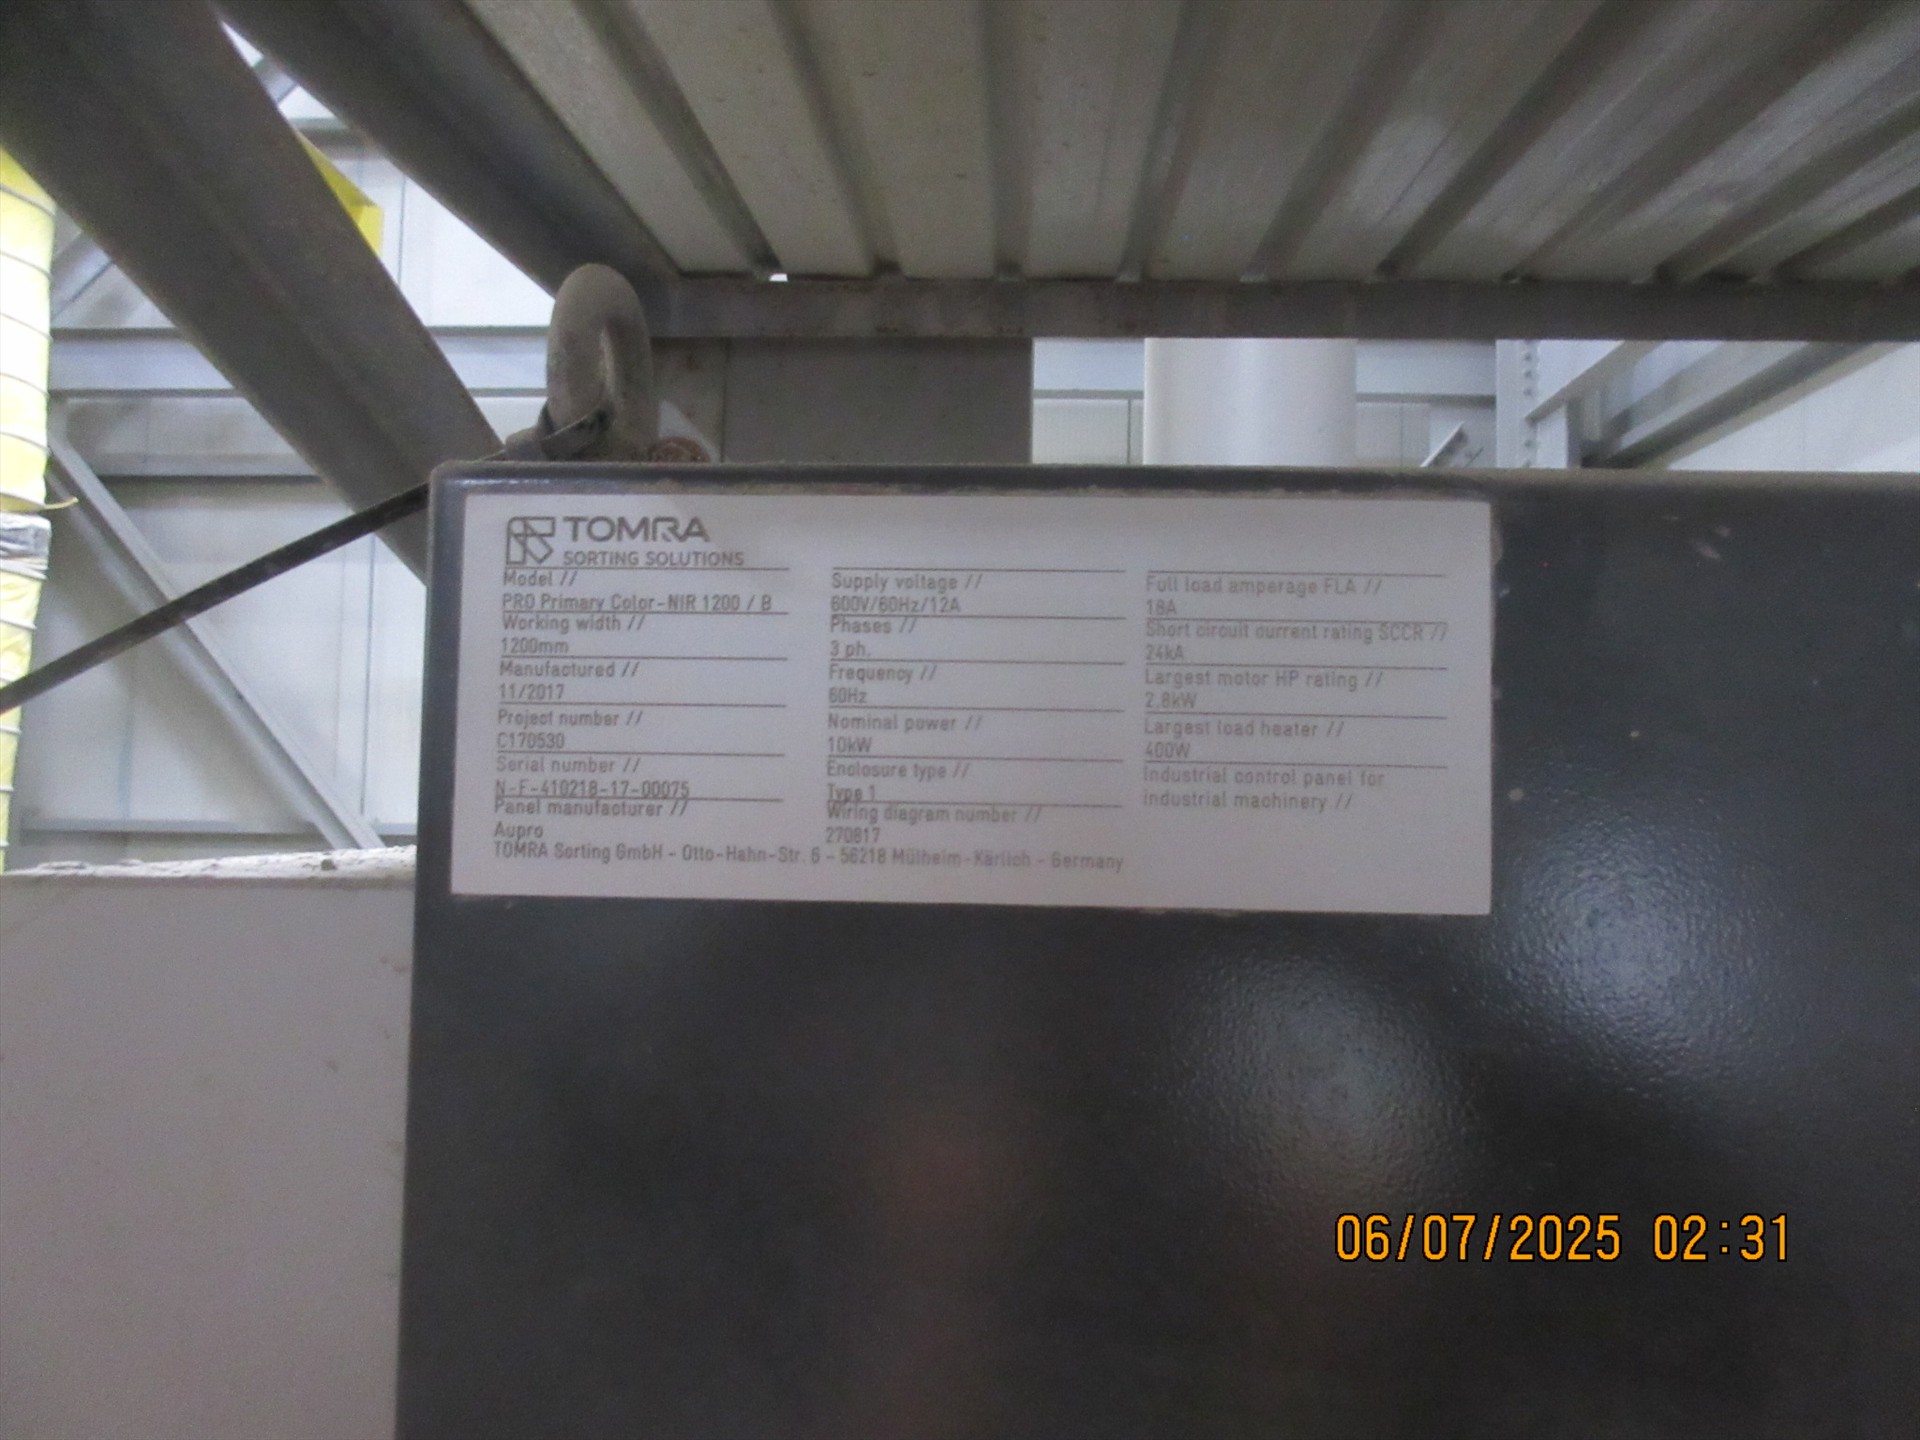 TOMRA
SORTING SOLUTIONS
Model //
PRO Primary Color-NIR 1200 / B
Working width //
1200mm
Manufactured //
11/2017
Project number //
C170530
Serial number //
N-F-410218-17-00075
Panel manufacturer //
Aupro
Supply voltage //
600V/60Hz/12A
Phases //
3 ph.
Frequency //
60Hz
Nominal power //
10kW
Enclosure type //
Type 1
Wiring diagram number //
270817
Full load amperage FLA //
18A
Short circuit current rating SCCR //
24kA
Largest motor HP rating //
2.8kW
Largest load heater //
400W
Industrial control panel for
industrial machinery //
TOMRA Sorting GmbH - Otto-Hahn-Str. 6 - 56218 Mülheim-Kärlich - Germany
06/07/2025 02:31